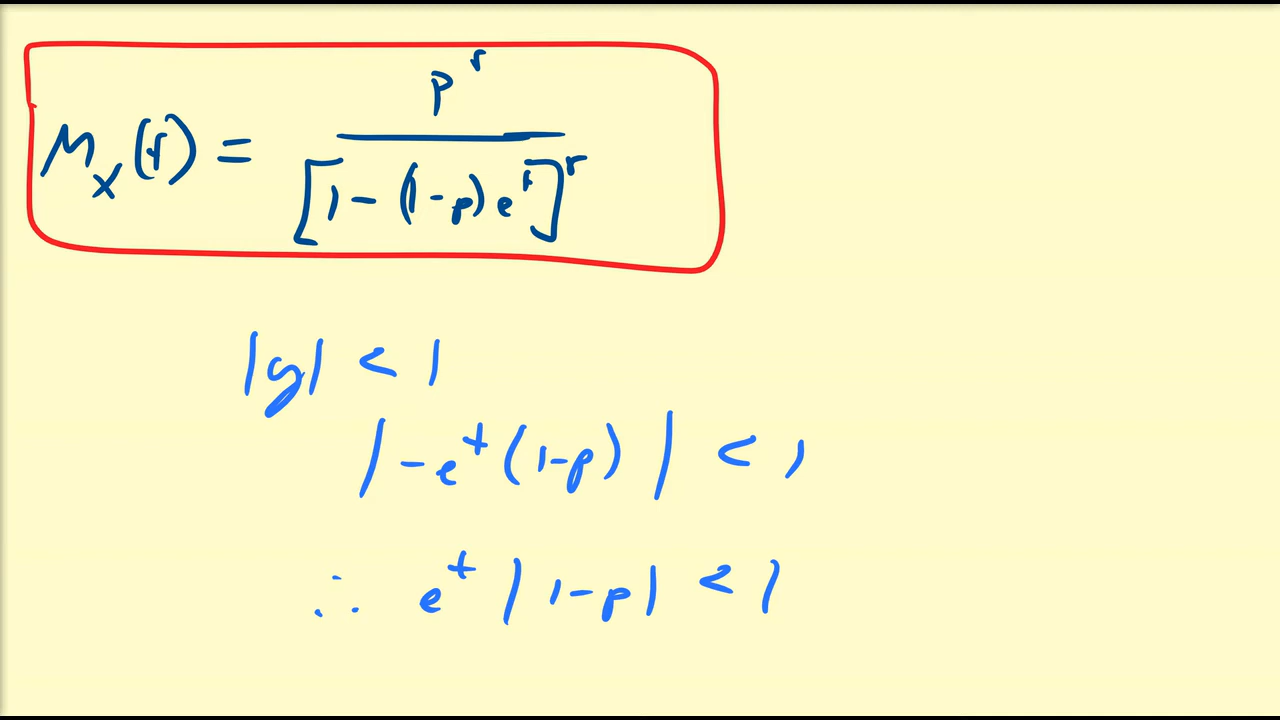 M_X(t) = p^r / [1 - (1-p)e^t]^r
|y| < 1
|-e^t(1-p)| < 1
∴ e^t |1-p| < 1